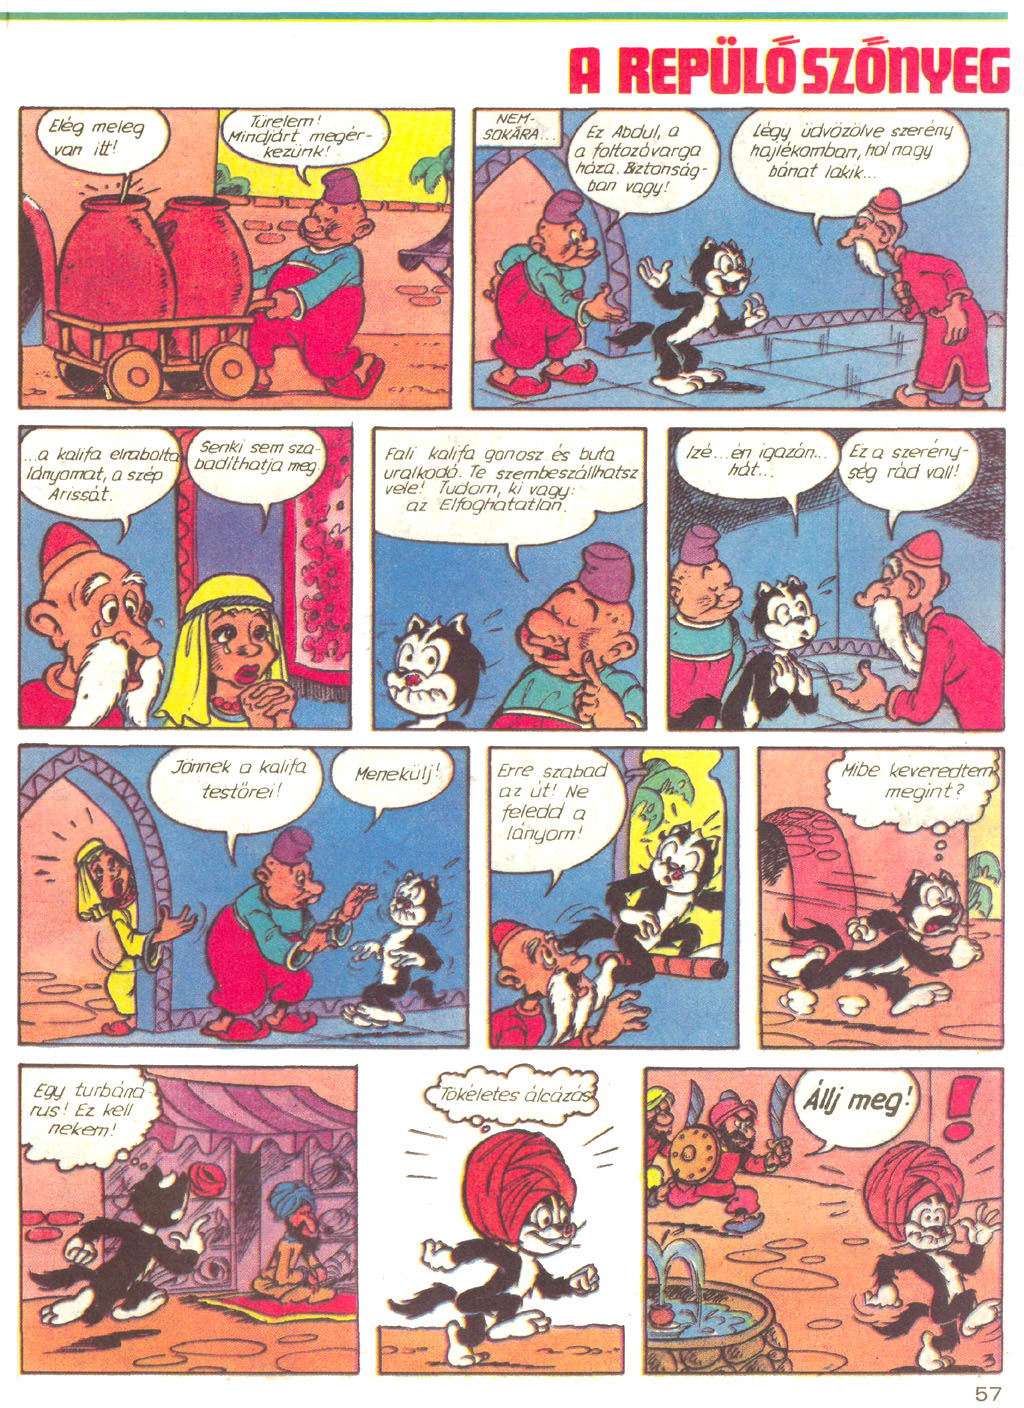 A REPÜLŐ SZŐNYEG
Elég meleg
van itt!
Türelem!
Mindjárt megér-
kezünk!
NEM-
SOKÁRA...
Ez Abdul, a
a foltozóvarga
háza. Biztonság-
ban vagy!
Légy üdvözölve szerény
hajlékomban, hol nagy
bánat lakik...
...a kalifa elrabolta
lányomat, a szép
Arissát.
Senki sem sza-
badíthatja meg.
Fali kalifa gonosz és buta
uralkodó. Te szembeszállhatsz
vele! Tudom, ki vagy:
az Elfoghatatlan.
Izé... én igazán...
hát...
Ez a szerény-
ség rád vall!
Jönnek a kalifa
testőrei!
Menekülj!
Erre szabad
az út! Ne
feledd a
lányom!
Mibe keveredtem
megint?
Egy turbáná-
rus! Ez kell
nekem!
Tökéletes álcázás
Állj meg!
!
3
57